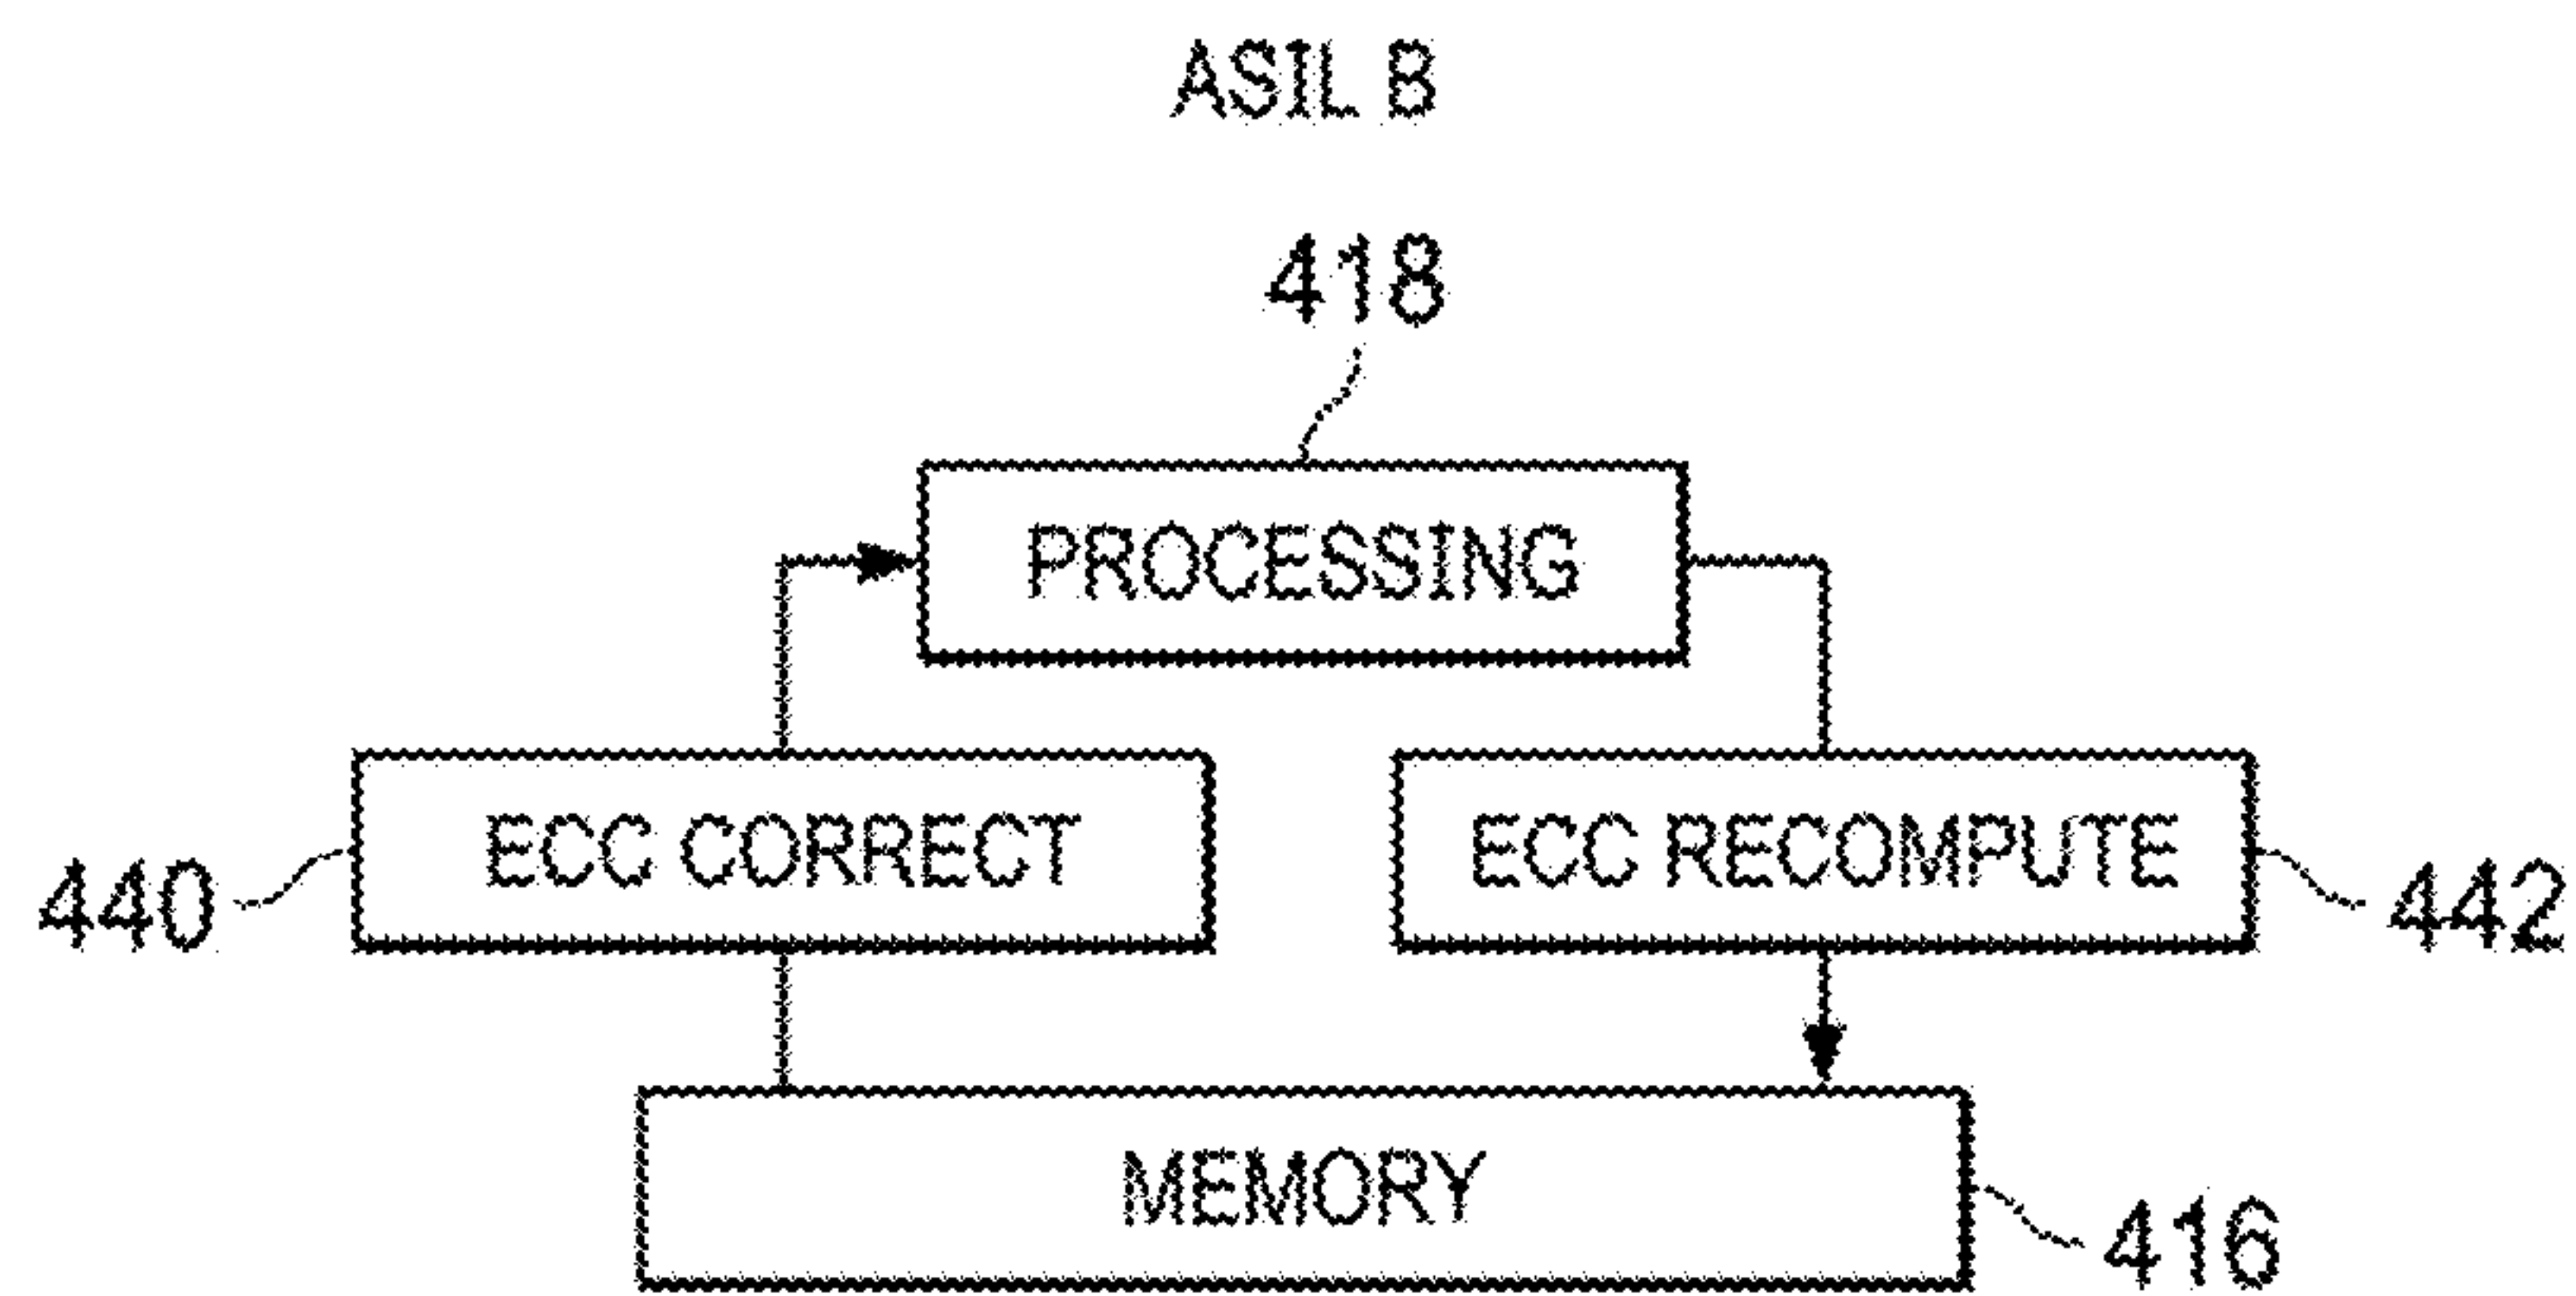 ASIL B
418
PROCESSING
ECC CORRECT
ECC RECOMPUTE
440
442
MEMORY
416